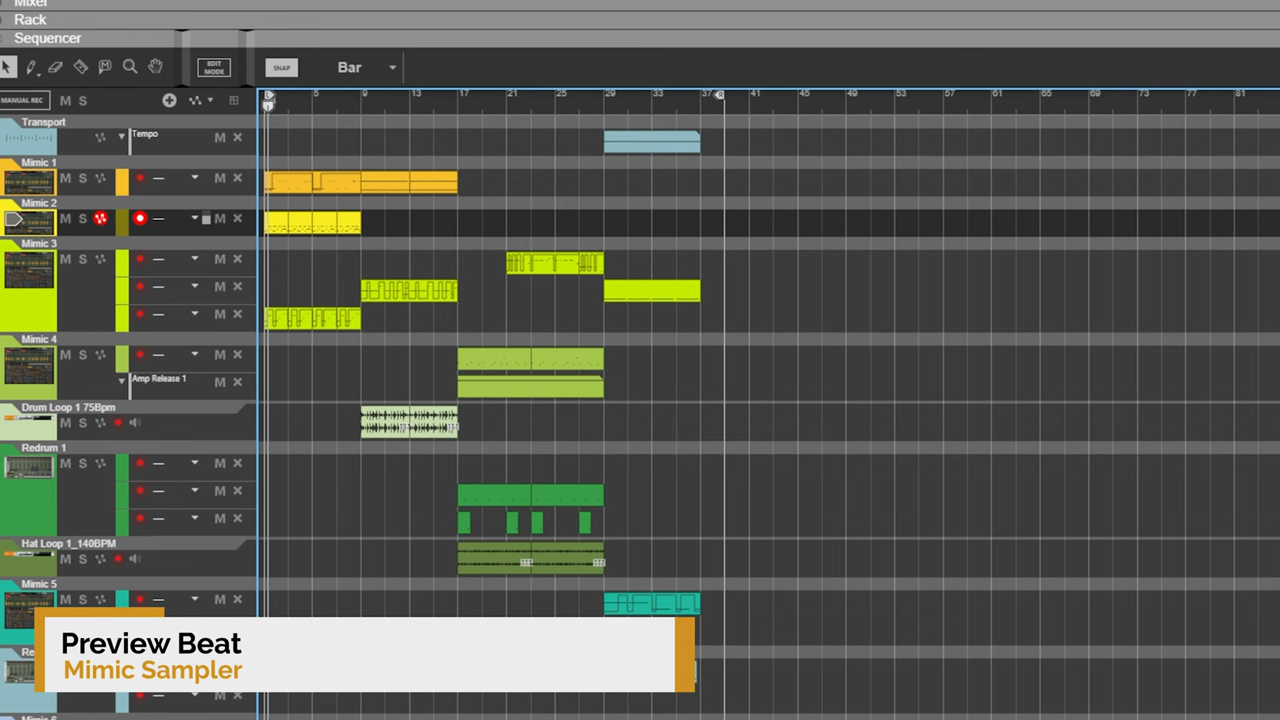 Mixer
Rack
Sequencer
EDIT MODE
SNAP
Bar
MANUAL REC M S
5 9 13 17 21 25 29 33 37 41 45 49 53 57 61 65 69 73 77 81
Transport
Tempo M
Mimic 1
M S M
Mimic 2
M S M
Mimic 3
M S M
M
M
Mimic 4
M S M
Amp Release 1 M
Drum Loop 1 75Bpm
M S
Redrum 1
M S M
M
M
Hat Loop 1_140BPM
M S
Mimic 5
M S M
Re
Preview Beat
Mimic Sampler
M
Mimic 6